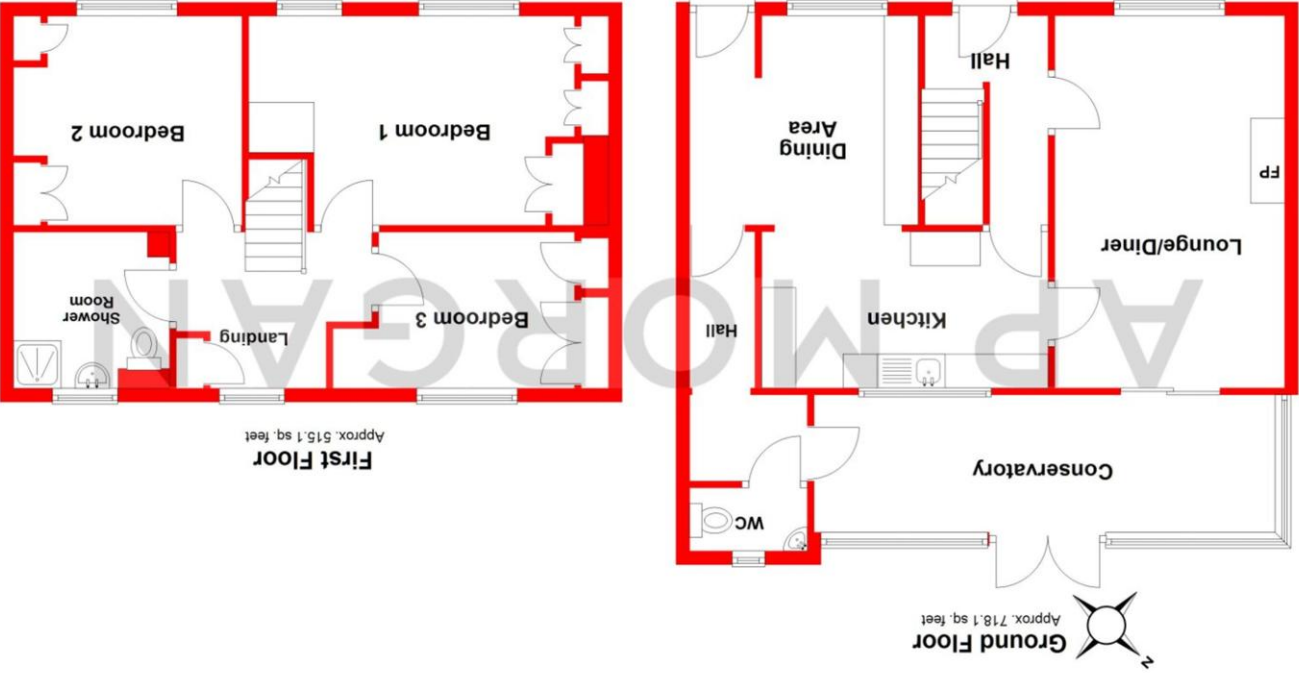 Ground Floor
Approx. 718.1 sq. feet
N
Conservatory
WC
Lounge/Diner
FP
Kitchen
Hall
Dining
Area
Hall
First Floor
Approx. 515.1 sq. feet
Bedroom 3
Landing
Shower
Room
Bedroom 1
Bedroom 2
AP MORGAN